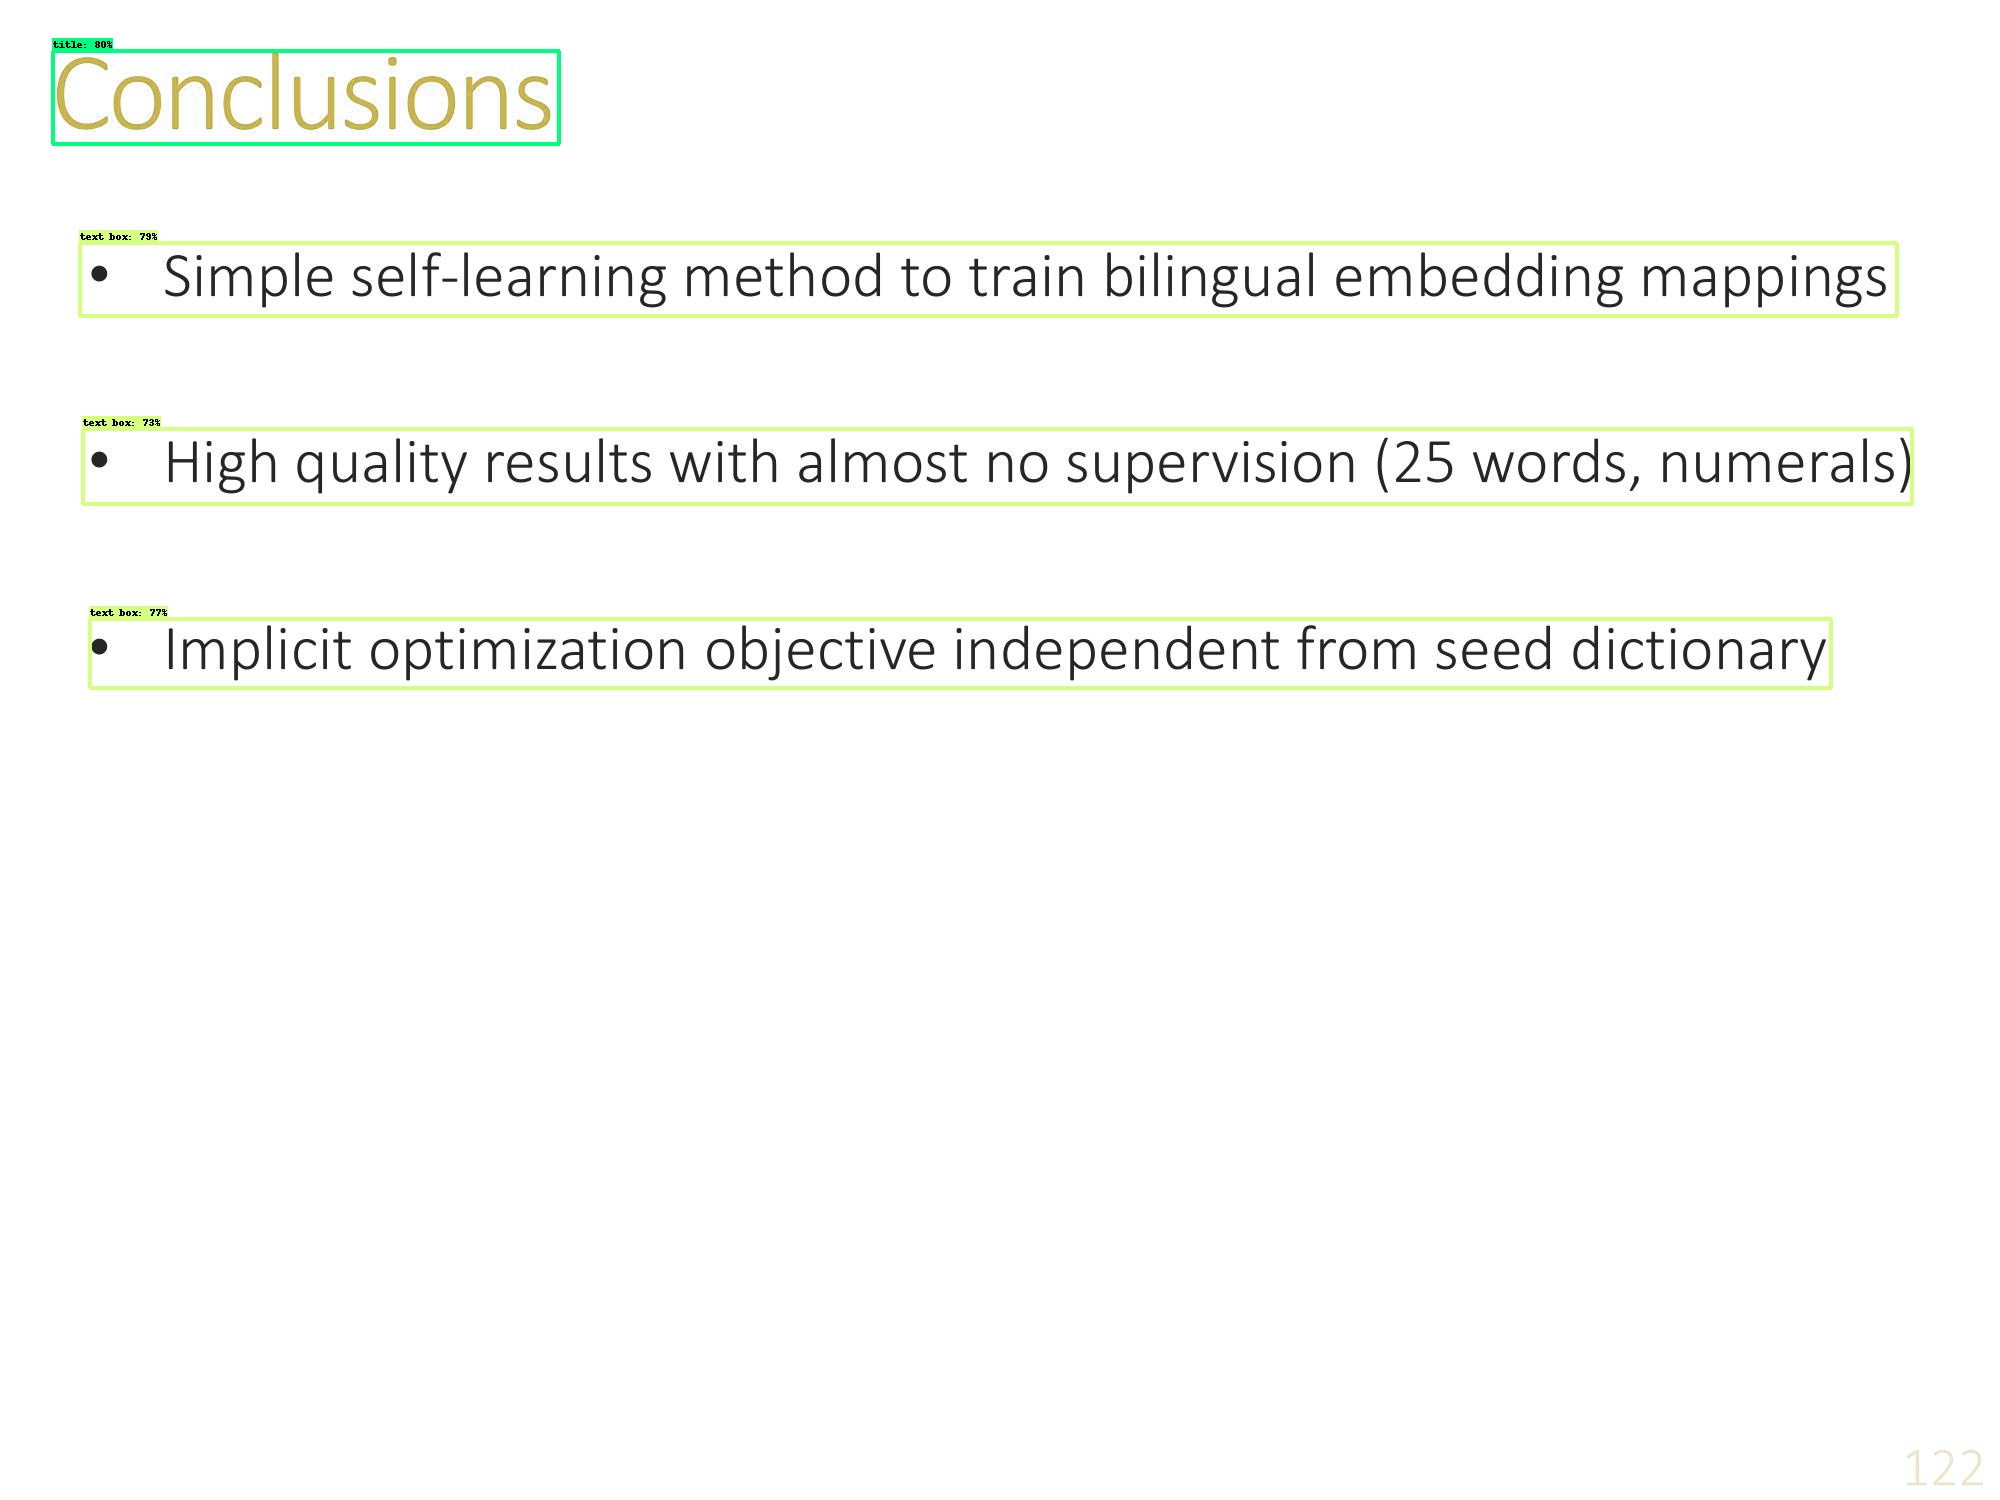 title: 80%
Conclusions
text box: 79%
• Simple self-learning method to train bilingual embedding mappings
text box: 73%
• High quality results with almost no supervision (25 words, numerals)
text box: 77%
• Implicit optimization objective independent from seed dictionary
122